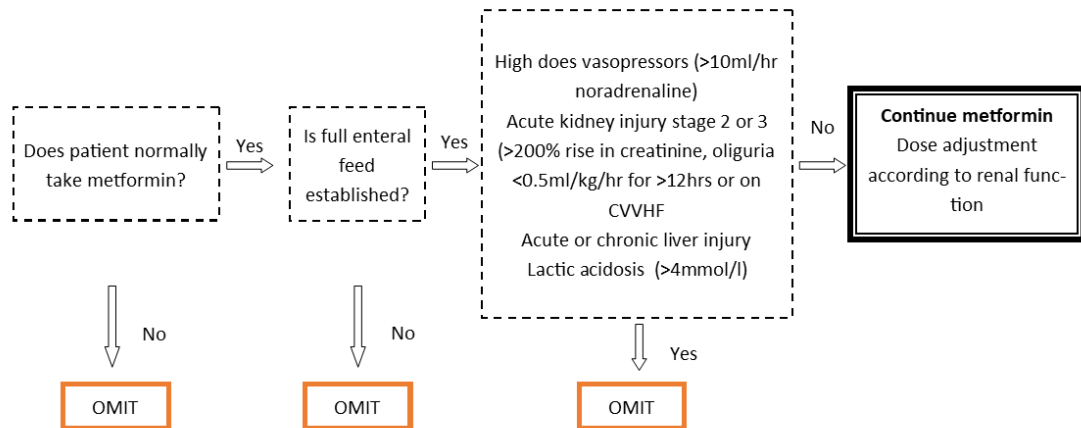 Does patient normally
take metformin?
Yes
No
OMIT
Is full enteral
feed
established?
Yes
No
OMIT
High does vasopressors (>10ml/hr
noradrenaline)
Acute kidney injury stage 2 or 3
(>200% rise in creatinine, oliguria
<0.5ml/kg/hr for >12hrs or on
CVVHF
Acute or chronic liver injury
Lactic acidosis  (>4mmol/l)
No
Yes
OMIT
Continue metformin
Dose adjustment
according to renal func-
tion